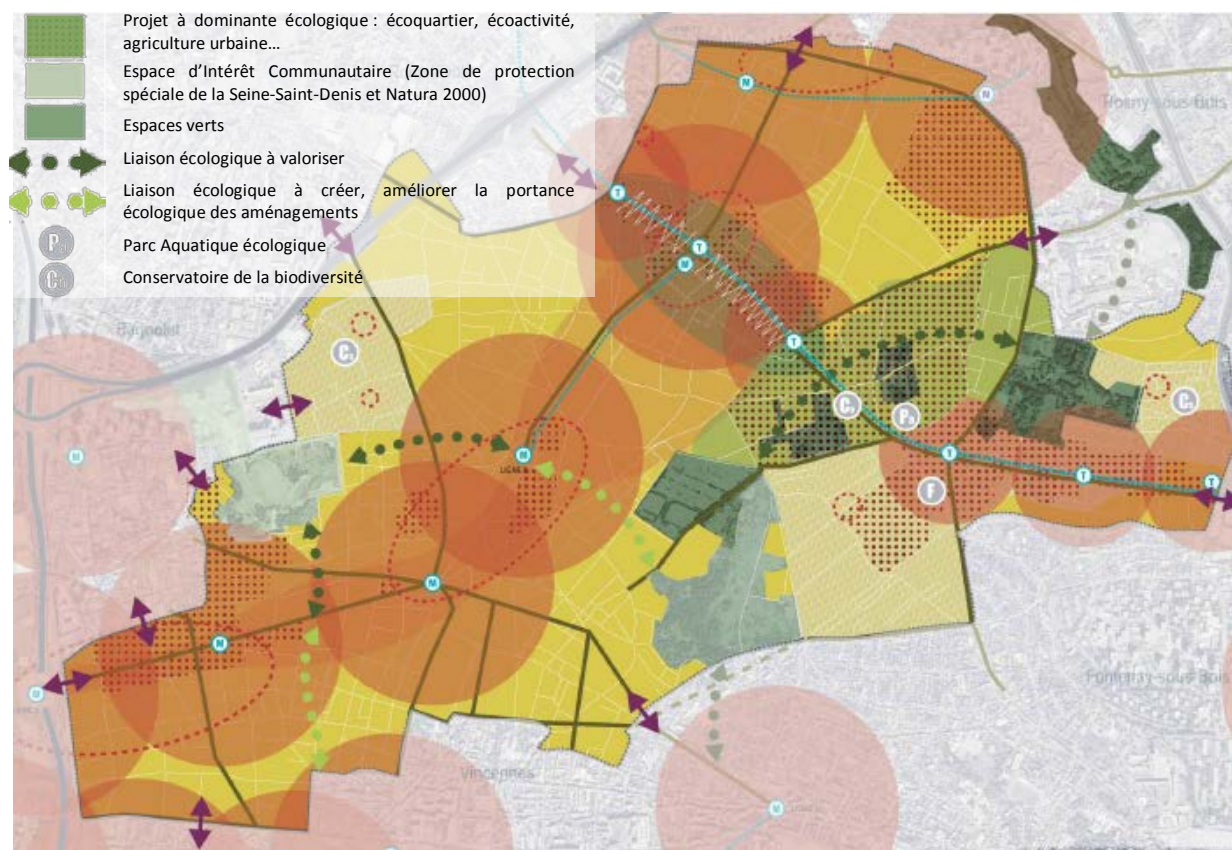 Projet à dominante écologique : écoquartier, écoactivité,
agriculture urbaine…
Espace d’Intérêt Communautaire (Zone de protection
spéciale de la Seine-Saint-Denis et Natura 2000)
Espaces verts
Liaison écologique à valoriser
Liaison écologique à créer, améliorer la portance
écologique des aménagements
Parc Aquatique écologique
Conservatoire de la biodiversité
M
M
Rosny-sous-Bois
T
T
M
Bagnolet
T
M
M
T
T
T
F
M
M
M
Fontenay-sous-Bois
Vincennes
M